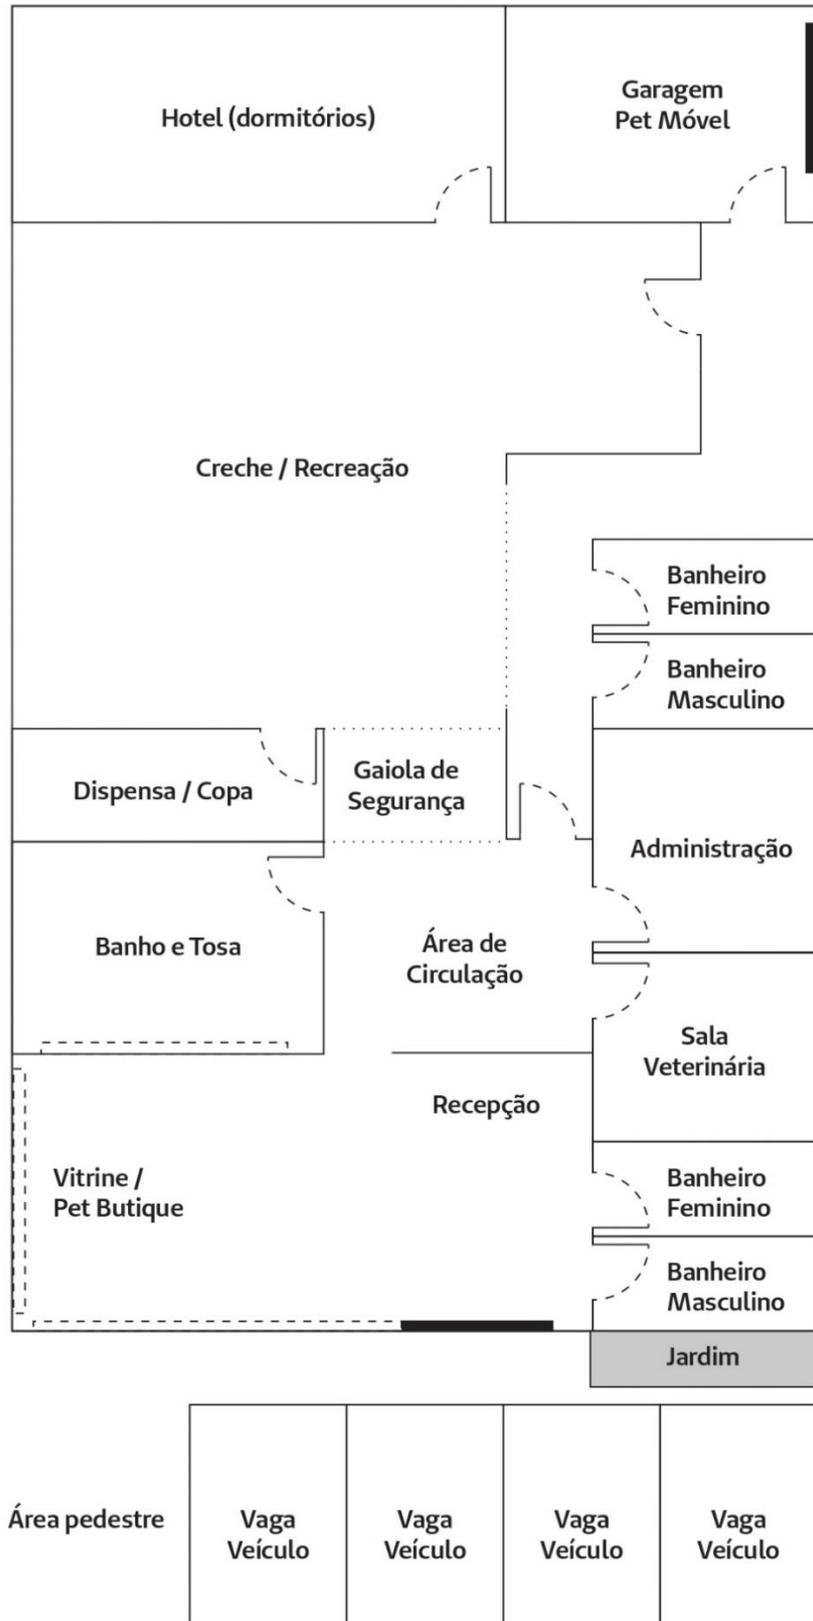 Hotel (dormitórios)
Garagem
Pet Móvel
Creche / Recreação
Banheiro
Feminino
Banheiro
Masculino
Dispensa / Copa
Gaiola de
Segurança
Administração
Banho e Tosa
Área de
Circulação
Sala
Veterinária
Recepção
Vitrine /
Pet Butique
Banheiro
Feminino
Banheiro
Masculino
Jardim
Área pedestre
Vaga
Veículo
Vaga
Veículo
Vaga
Veículo
Vaga
Veículo